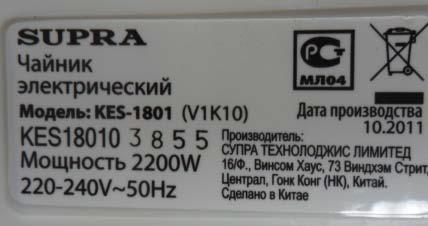 SUPRA
Чайник
электрический
Модель: KES-1801 (V1K10)
KES18010 3855
Мощность 2200W
220-240V~50Hz
РСТ
МЛ04
Дата производства
10.2011
Производитель:
СУПРА ТЕХНОЛОДЖИС ЛИМИТЕД
16/Ф., Винсом Хаус, 73 Виндхэм Стрит,
Централ, Гонк Конг (НК), Китай.
Сделано в Китае